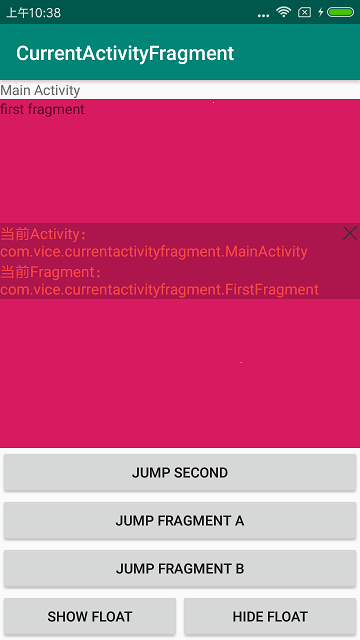 上午10:38
CurrentActivityFragment
Main Activity
first fragment
当前Activity：
com.vice.currentactivityfragment.MainActivity
当前Fragment：
com.vice.currentactivityfragment.FirstFragment
JUMP SECOND
JUMP FRAGMENT A
JUMP FRAGMENT B
SHOW FLOAT
HIDE FLOAT